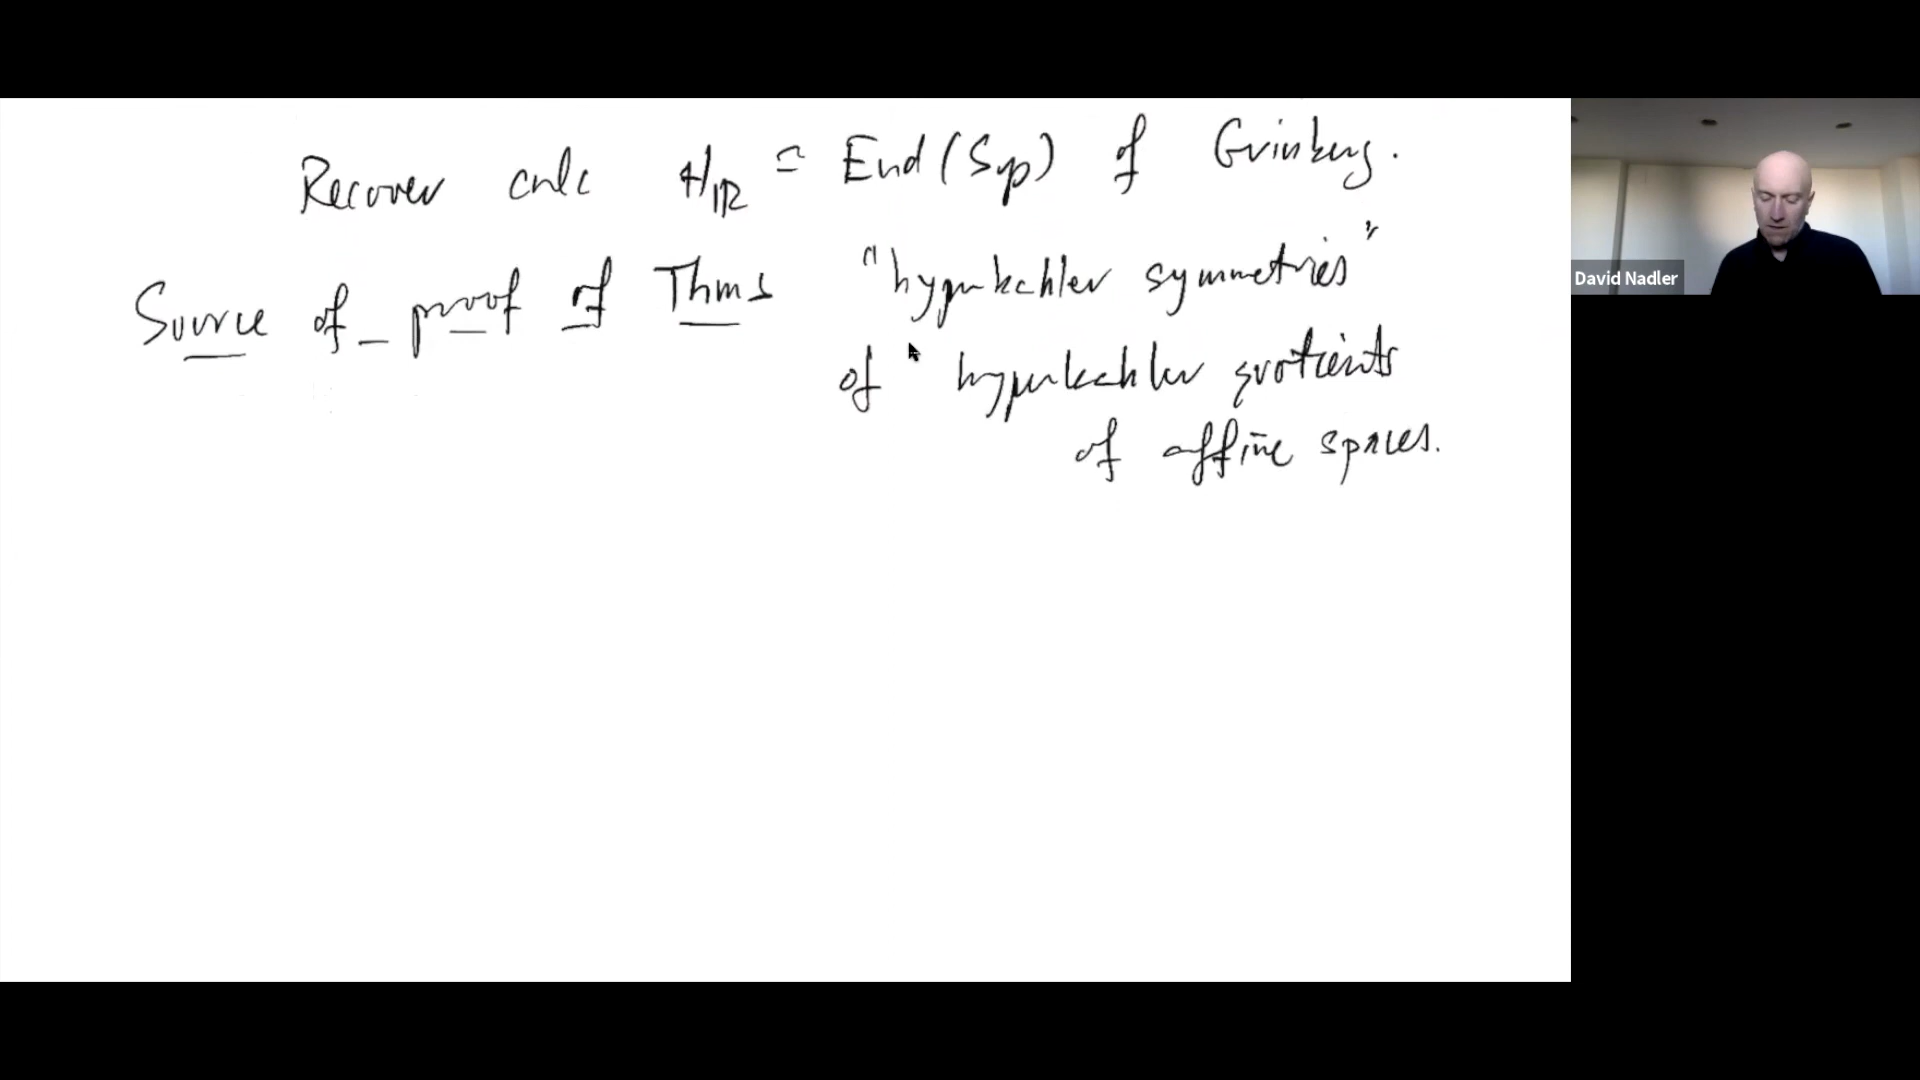 Recover calc H_IR = End(Sp) of Grinberg.
Source of proof of Thms "hyperkahler symmetries"
of hyperkahler quotients
of affine spaces.
David Nadler